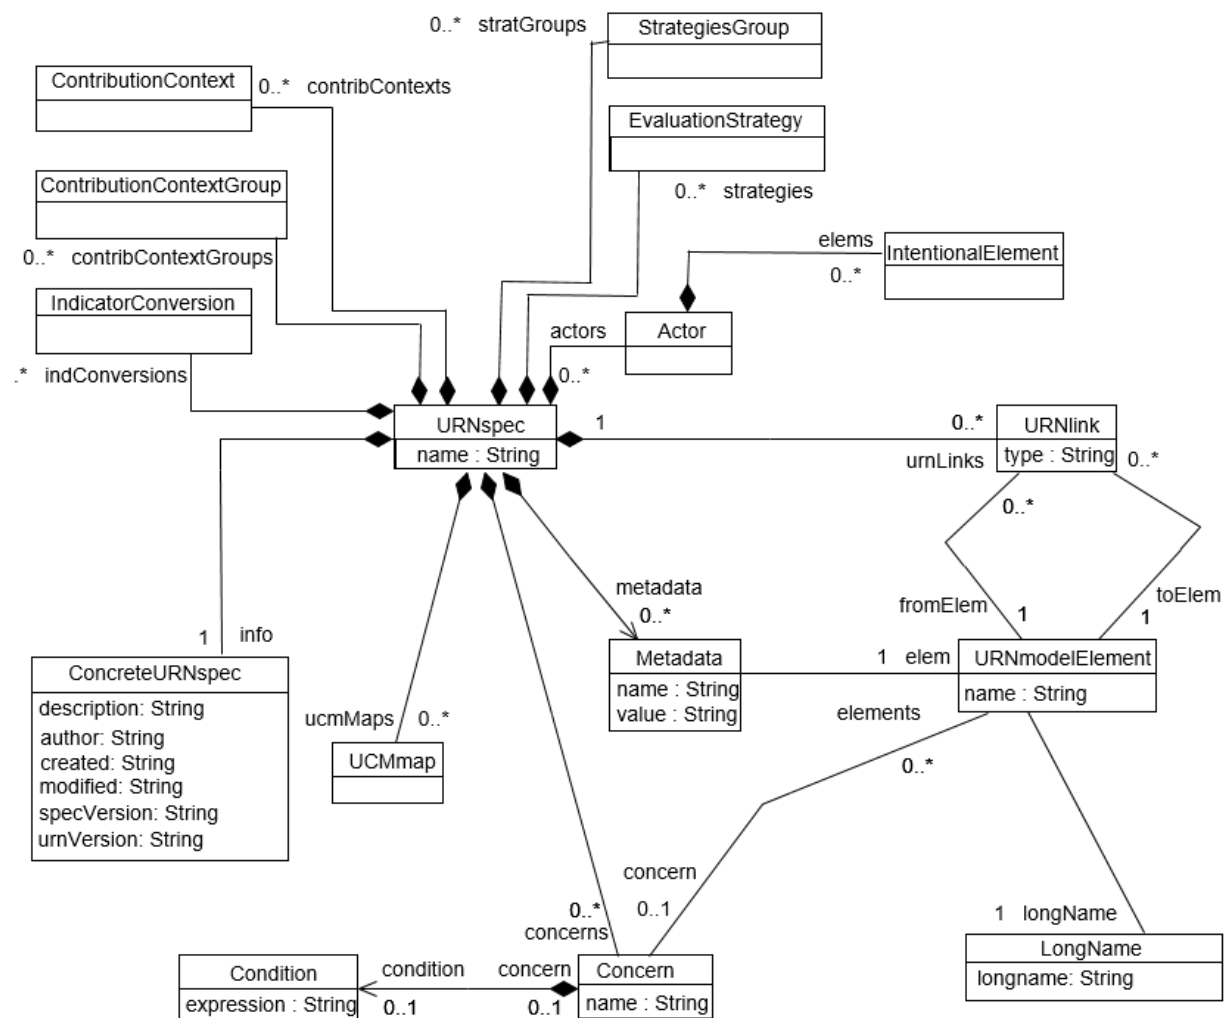 0..* stratGroups
StrategiesGroup
ContributionContext
0..* contribContexts
EvaluationStrategy
0..* strategies
ContributionContextGroup
0..* contribContextGroups
elems
0..*
IntentionalElement
IndicatorConversion
.* indConversions
actors
0..*
Actor
URNspec
name : String
1
0..*
urnLinks
URNlink
type : String
0..*
0..*
metadata
0..*
fromElem
1
toElem
1
1 info
ConcreteURNspec
description: String
author: String
created: String
modified: String
specVersion: String
urnVersion: String
Metadata
name : String
value : String
1 elem
URNmodelElement
name : String
ucmMaps 0..*
UCMmap
elements
0..*
concern
0..1
0..*
concerns
1 longName
LongName
longname: String
Condition
expression : String
condition
0..1
concern
0..1
Concern
name : String